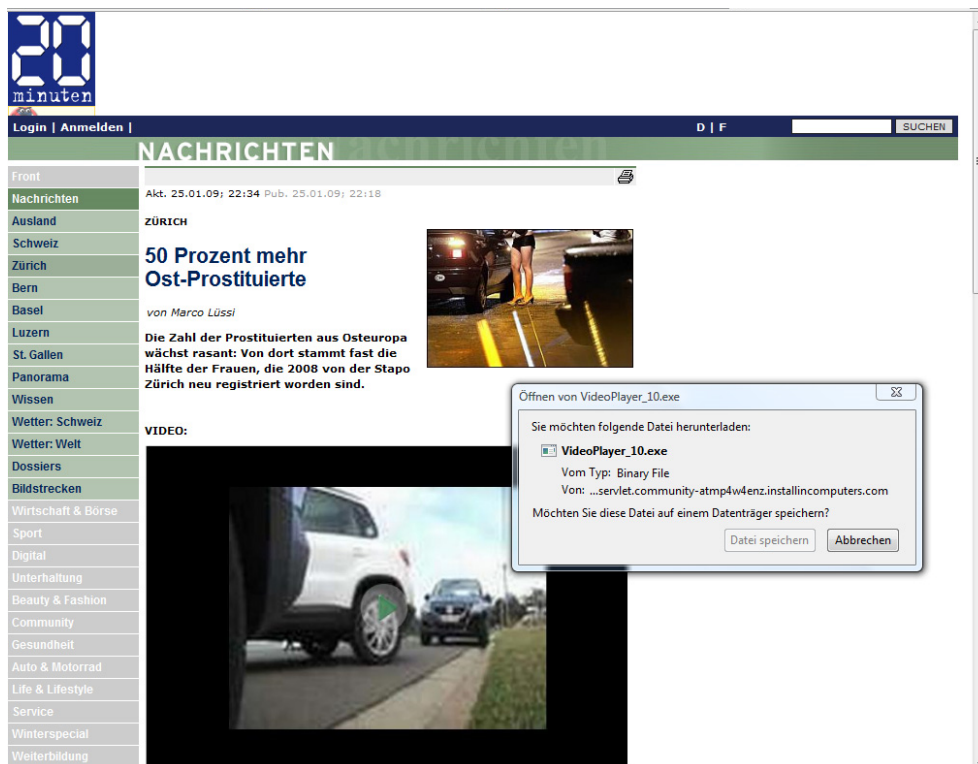 20
minuten
Login | Anmelden |
D | F
SUCHEN
NACHRICHTEN
Front
Nachrichten
Ausland
Schweiz
Zürich
Bern
Basel
Luzern
St. Gallen
Panorama
Wissen
Wetter: Schweiz
Wetter: Welt
Dossiers
Bildstrecken
Wirtschaft & Börse
Sport
Digital
Unterhaltung
Beauty & Fashion
Community
Gesundheit
Auto & Motorrad
Life & Lifestyle
Service
Winterspecial
Weiterbildung
Akt. 25.01.09; 22:34 Pub. 25.01.09; 22:18
ZÜRICH
50 Prozent mehr
Ost-Prostituierte
von Marco Lüssi
Die Zahl der Prostituierten aus Osteuropa
wächst rasant: Von dort stammt fast die
Hälfte der Frauen, die 2008 von der Stapo
Zürich neu registriert worden sind.
VIDEO:
Öffnen von VideoPlayer_10.exe
Sie möchten folgende Datei herunterladen:
VideoPlayer_10.exe
Vom Typ: Binary File
Von: ...servlet.community-atmp4w4enz.installincomputers.com
Möchten Sie diese Datei auf einem Datenträger speichern?
Datei speichern
Abbrechen